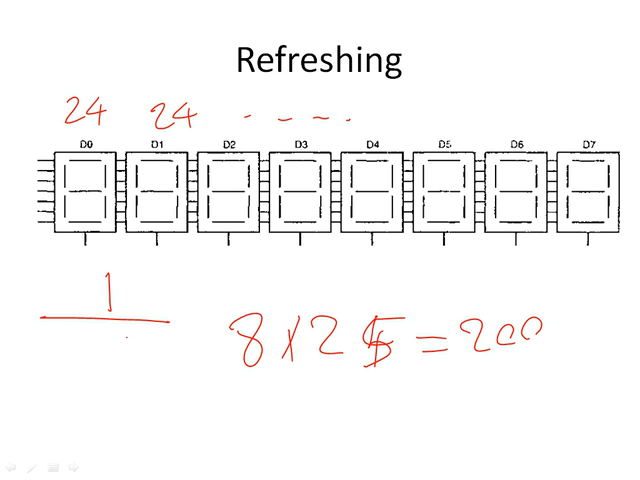 Refreshing
24 24 - - - .
D0 D1 D2 D3 D4 D5 D6 D7
1
8 x 25 = 200